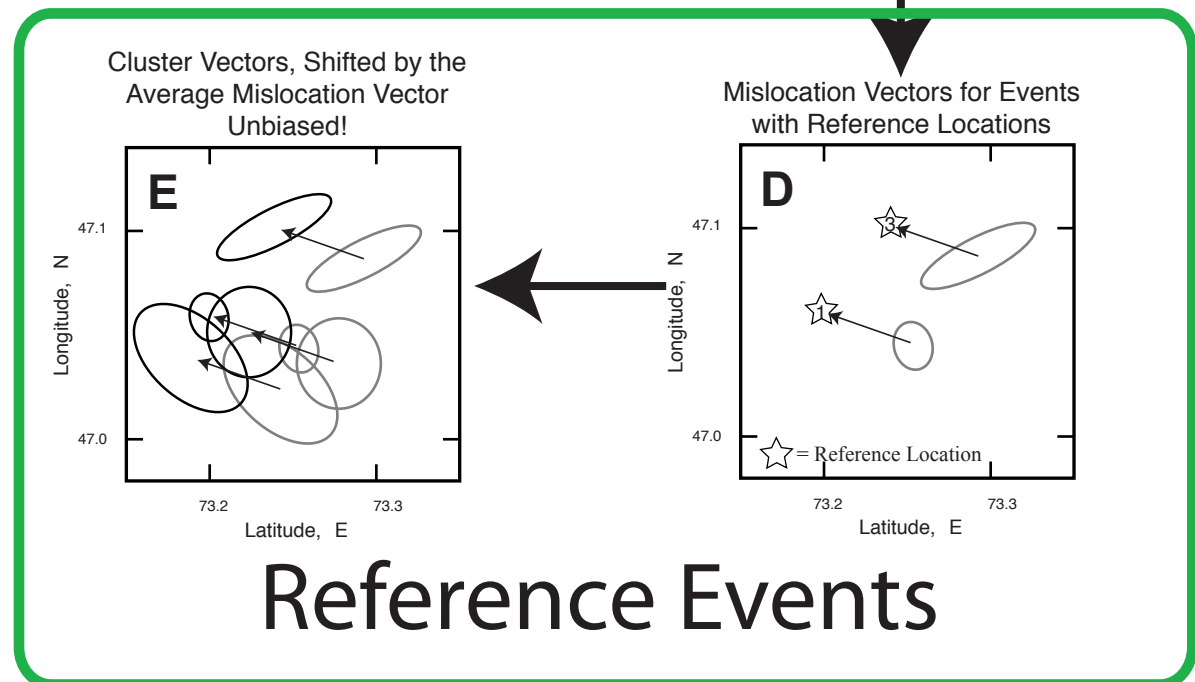 Cluster Vectors, Shifted by the
Average Mislocation Vector
Unbiased!
E
47.1
47.0
Longitude, N
73.2
73.3
Latitude, E
Mislocation Vectors for Events
with Reference Locations
D
3
1
47.1
47.0
Longitude, N
= Reference Location
73.2
73.3
Latitude, E
Reference Events